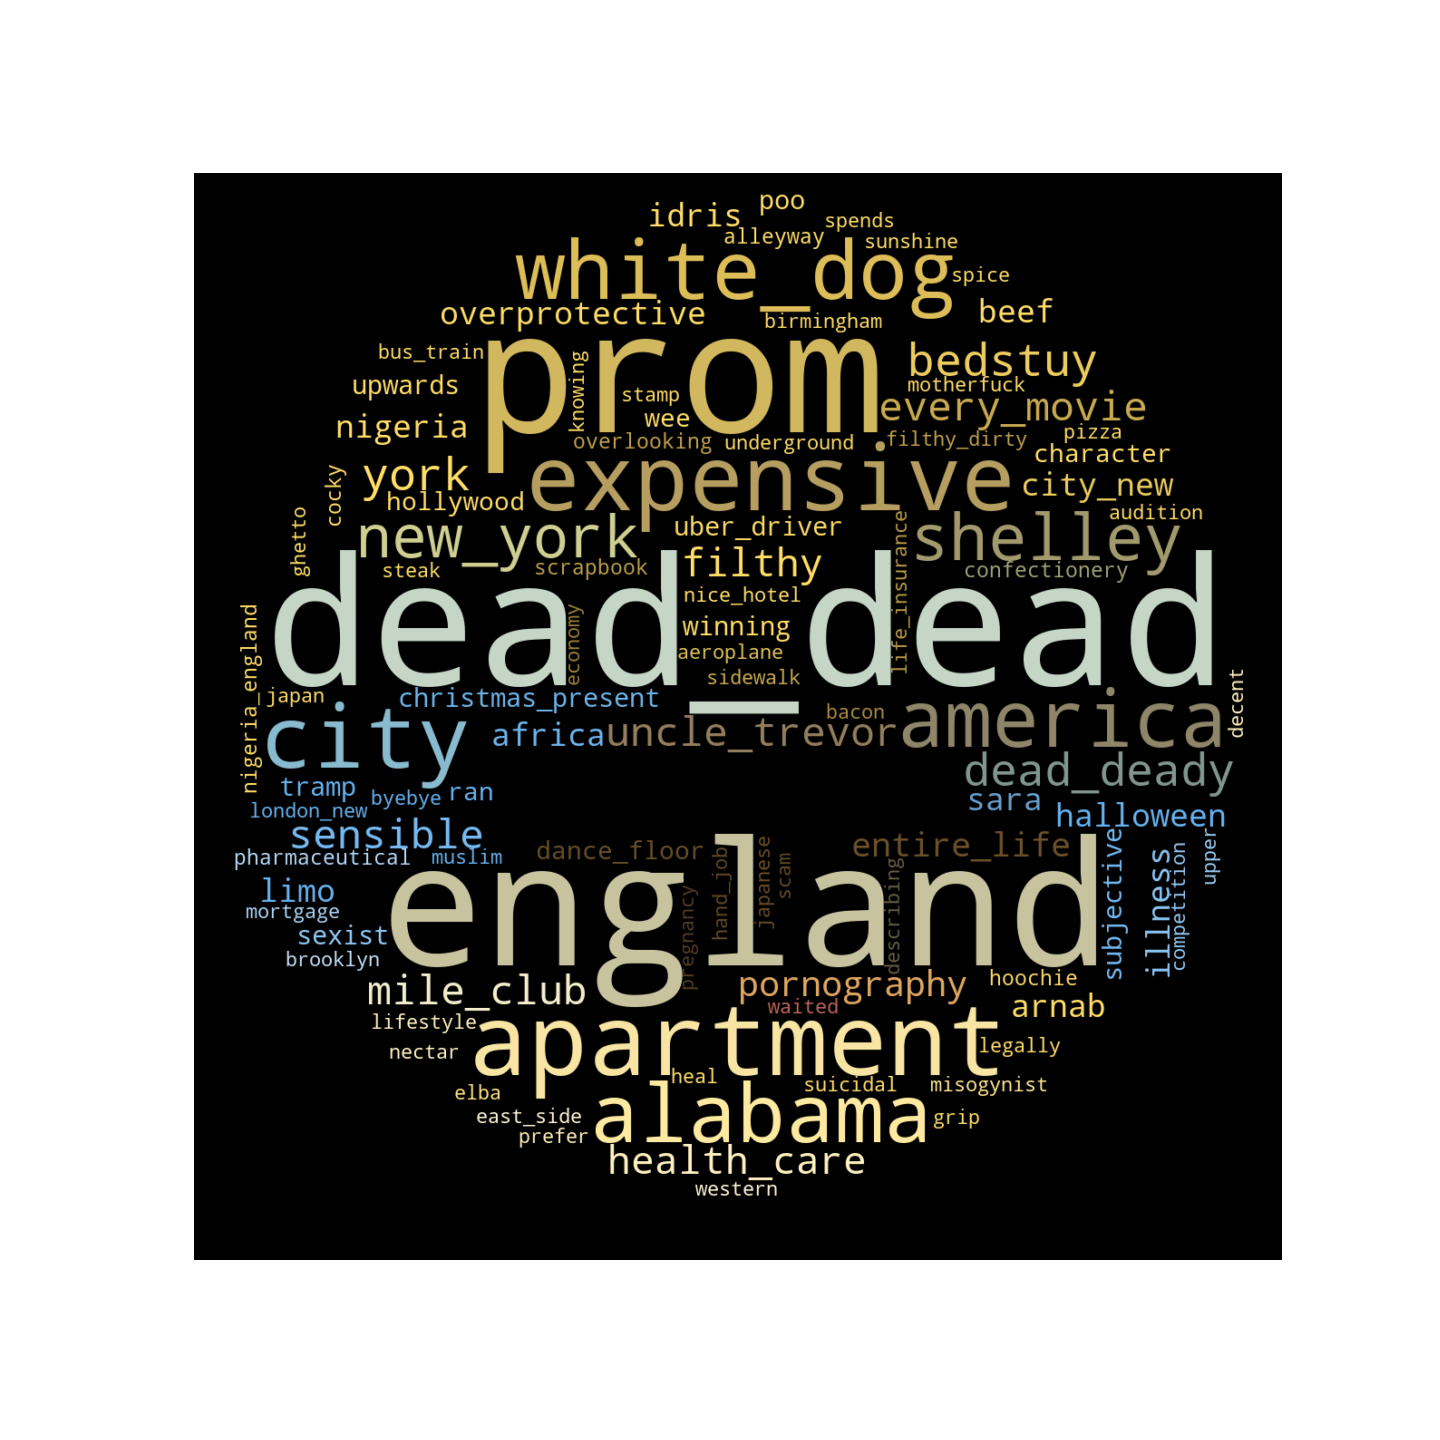 poo
idris
spends
alleyway
sunshine
white_dog
spice
overprotective
beef
birmingham
prom
bus_train
knowing
bedstuy
upwards
motherfuck
stamp
every_movie
wee
nigeria
pizza
overlooking
underground
filthy_dirty
character
york
expensive
city_new
cocky
hollywood
audition
ghetto
new_york
uber_driver
life_insurance
shelley
steak
scrapbook
filthy
confectionery
dead_dead
nice_hotel
economy
winning
nigeria_england
aeroplane
sidewalk
japan
christmas_present
decent
city
africa
uncle_trevor
bacon
america
dead_deady
tramp
byebye
ran
sara
london_new
halloween
sensible
pharmaceutical
muslim
dance_floor
hand_job
japanese
scam
entire_life
subjective
illness
competition
upper
limo
england
pregnancy
describing
mortgage
sexist
brooklyn
mile_club
pornography
hoochie
waited
arnab
lifestyle
apartment
nectar
legally
heal
suicidal
misogynist
elba
east_side
alabama
grip
prefer
health_care
western